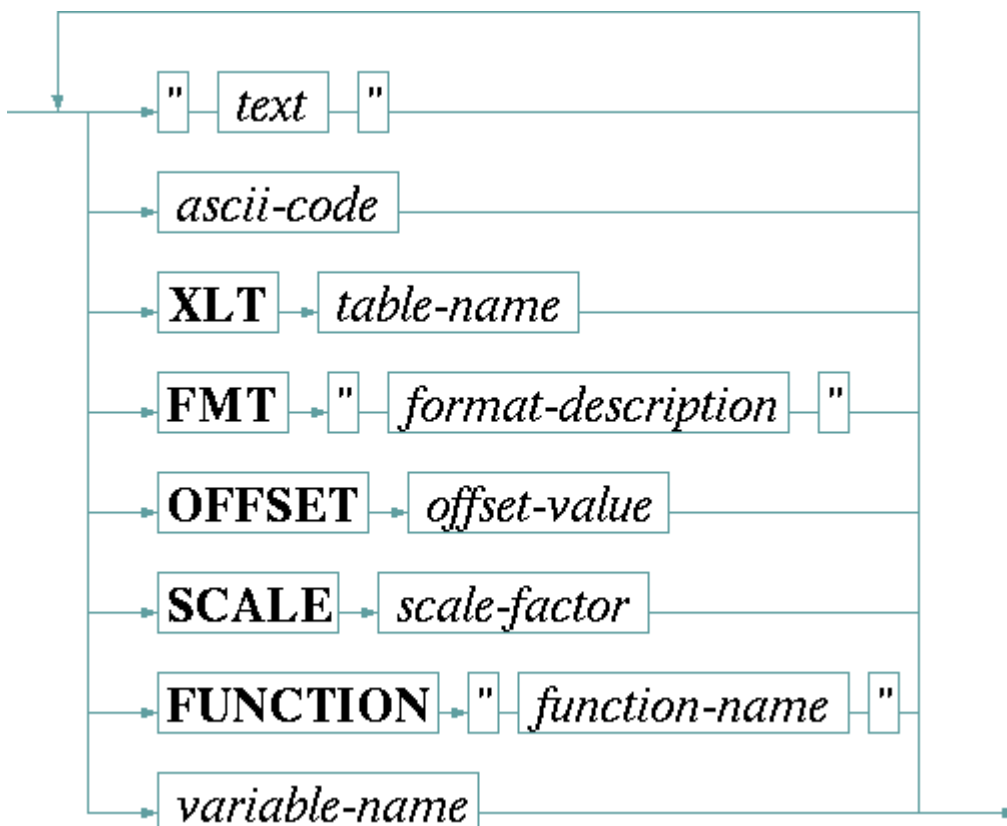 " text "
ascii-code
XLT table-name
FMT " format-description "
OFFSET offset-value
SCALE scale-factor
FUNCTION " function-name "
variable-name